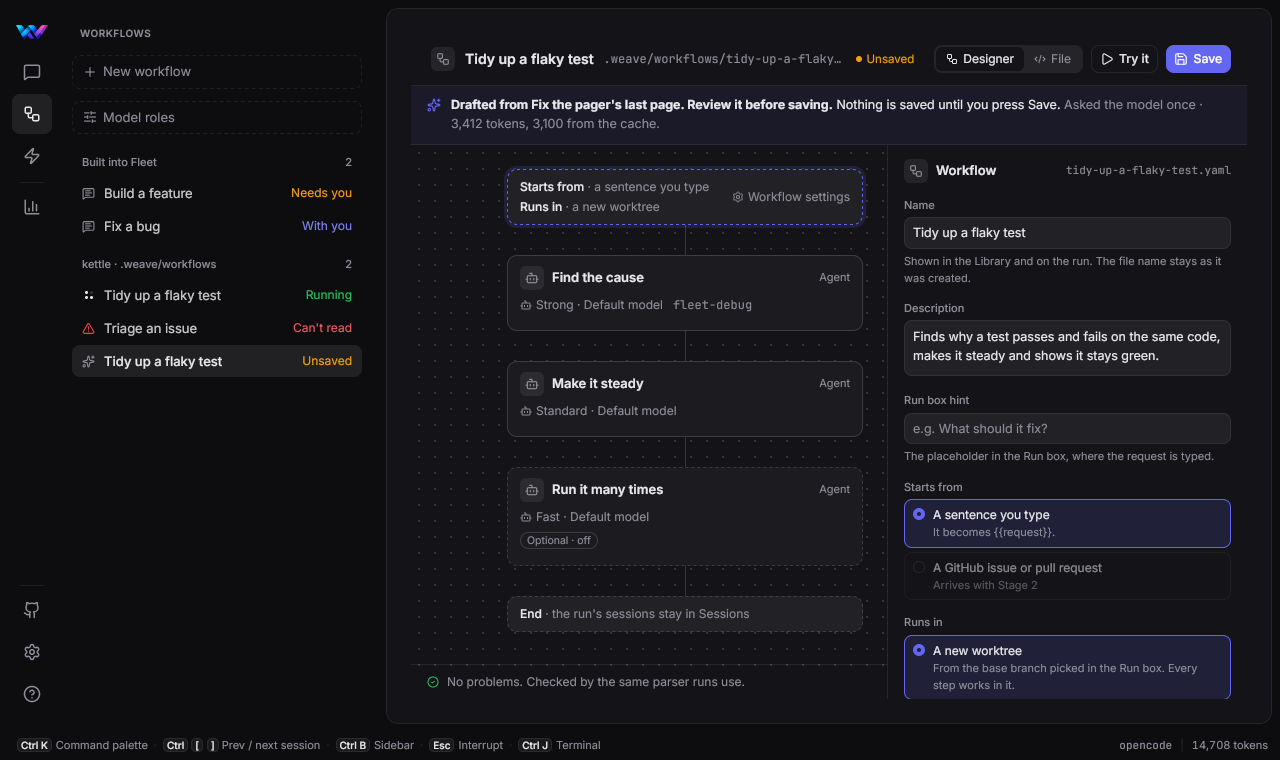 WORKFLOWS
New workflow
Model roles
Built into Fleet 2
Build a feature Needs you
Fix a bug With you
kettle · .weave/workflows 2
Tidy up a flaky test Running
Triage an issue Can't read
Tidy up a flaky test Unsaved
Tidy up a flaky test .weave/workflows/tidy-up-a-flaky… Unsaved Designer File Try it Save
Drafted from Fix the pager's last page. Review it before saving. Nothing is saved until you press Save. Asked the model once ·
3,412 tokens, 3,100 from the cache.
Starts from · a sentence you type
Runs in · a new worktree
Workflow settings
Find the cause Agent
Strong · Default model fleet-debug
Make it steady Agent
Standard · Default model
Run it many times Agent
Fast · Default model
Optional · off
End · the run's sessions stay in Sessions
No problems. Checked by the same parser runs use.
Workflow tidy-up-a-flaky-test.yaml
Name
Tidy up a flaky test
Shown in the Library and on the run. The file name stays as it
was created.
Description
Finds why a test passes and fails on the same code,
makes it steady and shows it stays green.
Run box hint
e.g. What should it fix?
The placeholder in the Run box, where the request is typed.
Starts from
A sentence you type
It becomes {{request}}.
A GitHub issue or pull request
Arrives with Stage 2
Runs in
A new worktree
From the base branch picked in the Run box. Every
step works in it.
Ctrl K Command palette · Ctrl [ ] Prev / next session · Ctrl B Sidebar · Esc Interrupt · Ctrl J Terminal
opencode 14,708 tokens